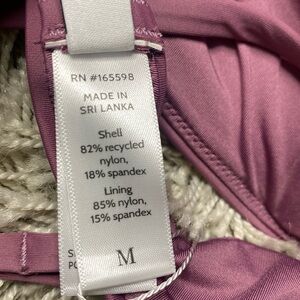 RN #165598
MADE IN
SRI LANKA
Shell
82% recycled
nylon,
18% spandex
Lining
85% nylon,
15% spandex
M